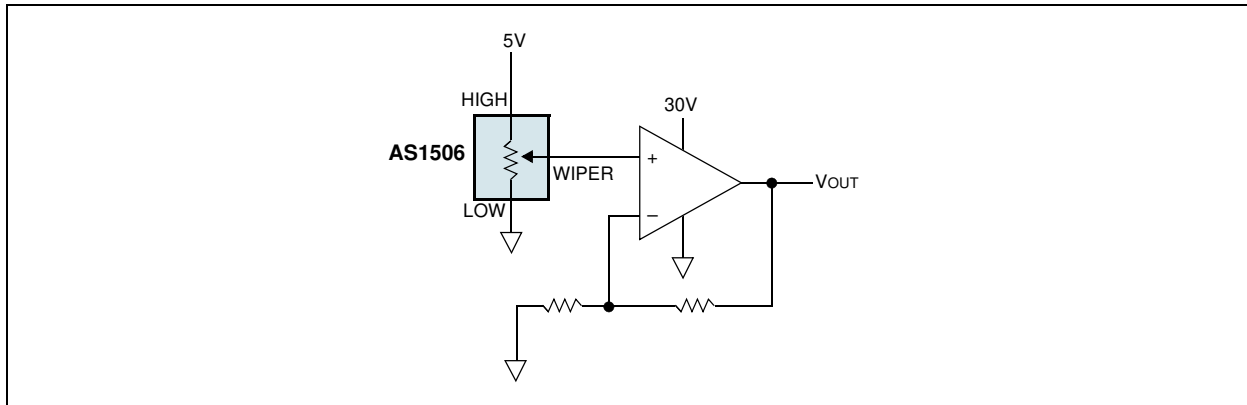 5V
HIGH
30V
AS1506
+
WIPER
VOUT
LOW
–